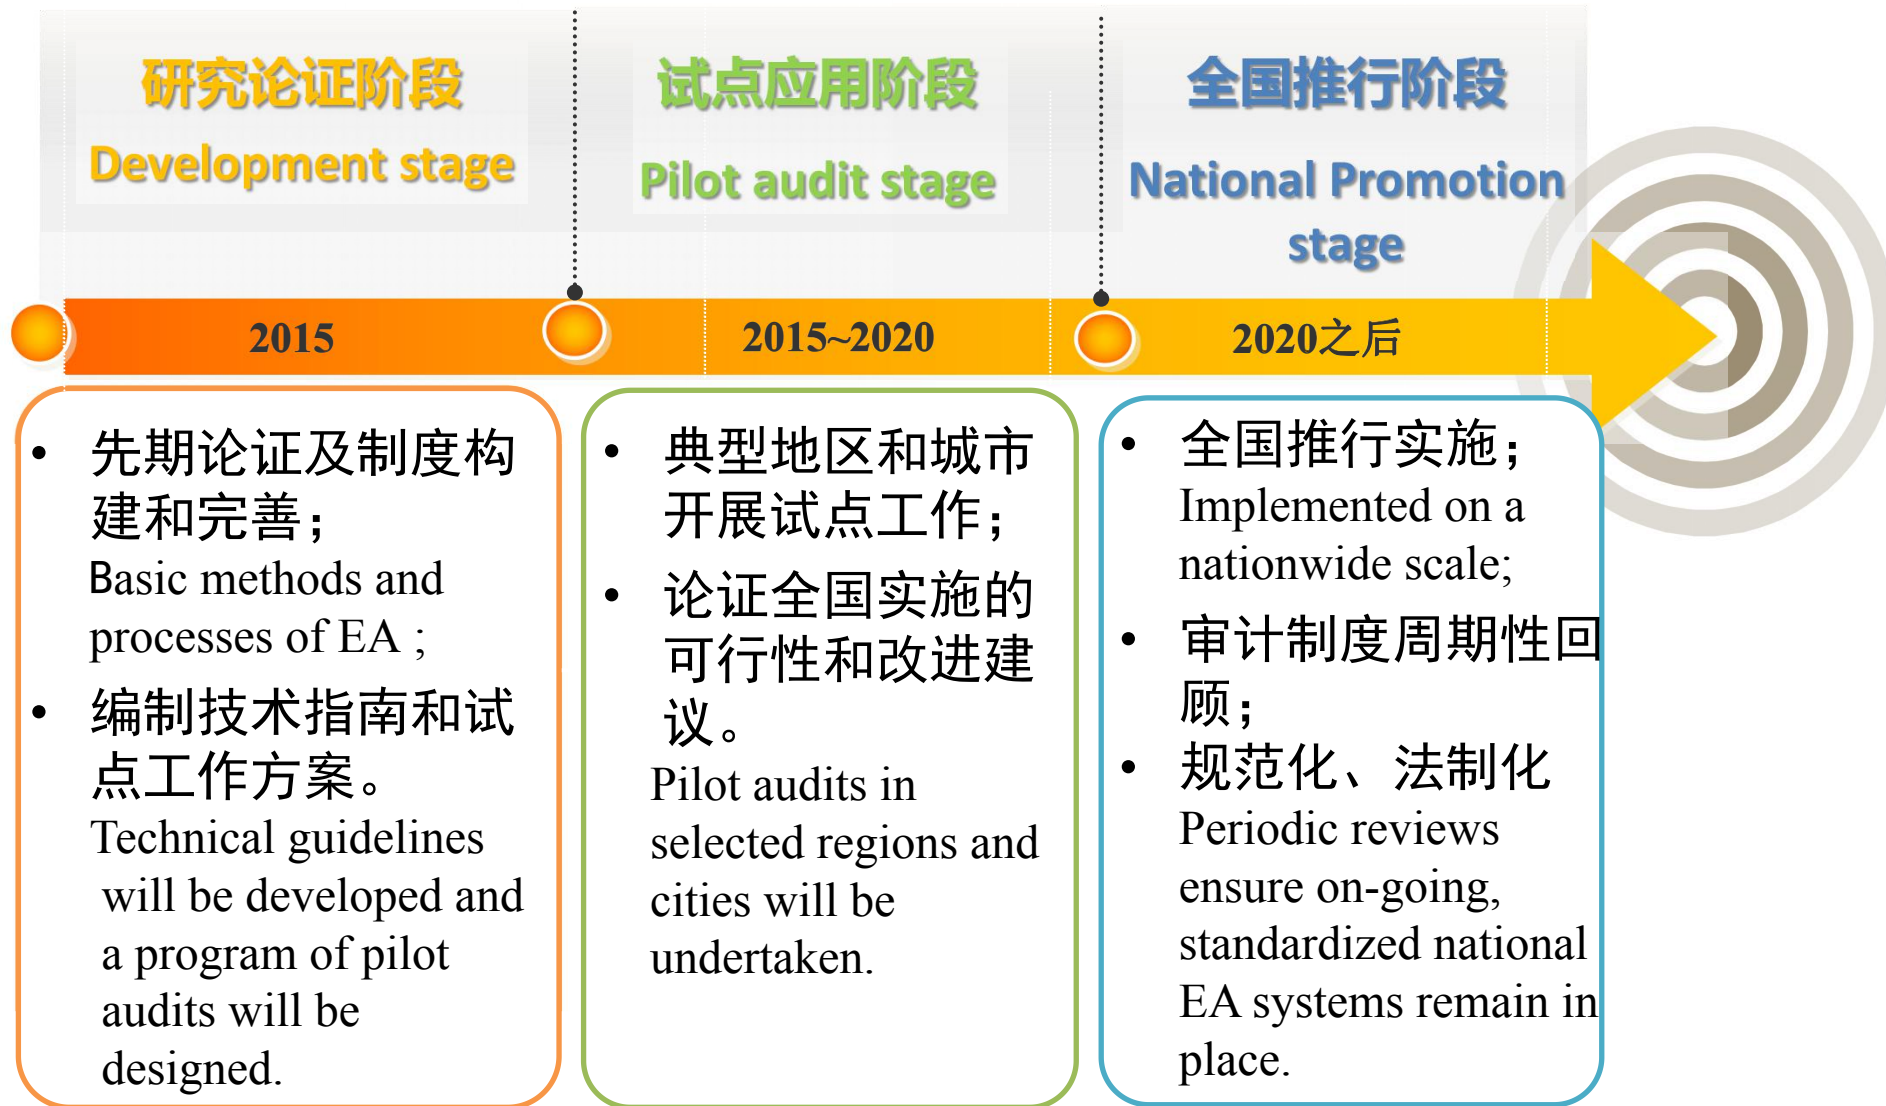 研究论证阶段
Development stage
试点应用阶段
Pilot audit stage
全国推行阶段
National Promotion
stage
2015
2015~2020
2020之后
• 先期论证及制度构
建和完善；
Basic methods and
processes of EA ;
• 编制技术指南和试
点工作方案。
Technical guidelines
will be developed and
a program of pilot
audits will be
designed.
• 典型地区和城市
开展试点工作；
• 论证全国实施的
可行性和改进建
议。
Pilot audits in
selected regions and
cities will be
undertaken.
• 全国推行实施；
Implemented on a
nationwide scale;
• 审计制度周期性回
顾；
• 规范化、法制化
Periodic reviews
ensure on-going,
standardized national
EA systems remain in
place.